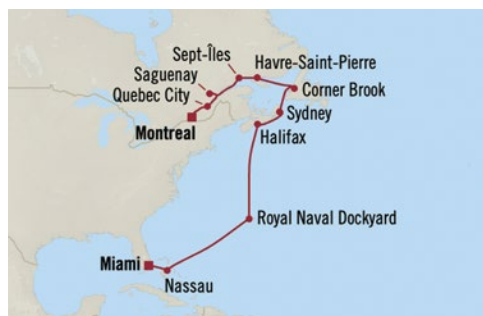 Sept-Îles
Havre-Saint-Pierre
Saguenay
Corner Brook
Quebec City
Sydney
Montreal
Halifax
Royal Naval Dockyard
Miami
Nassau